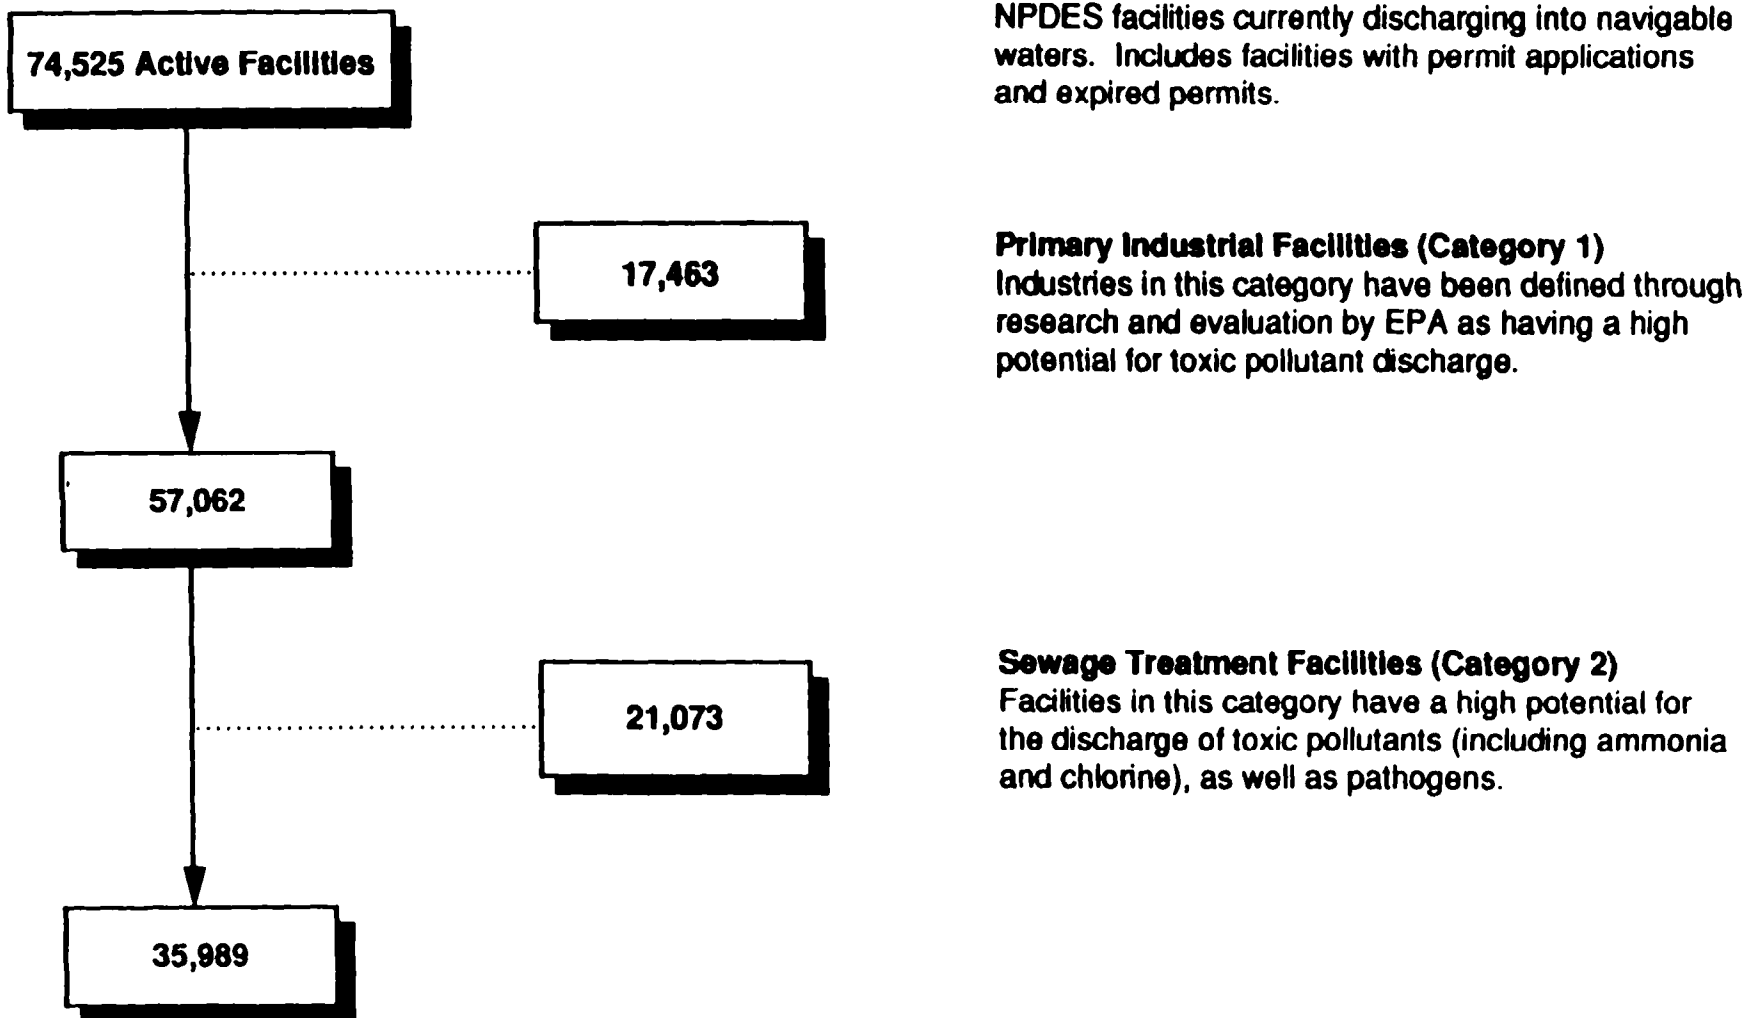 74,525 Active Facilities
NPDES facilities currently discharging into navigable
waters. Includes facilities with permit applications
and expired permits.
17,463
Primary Industrial Facilities (Category 1)
Industries in this category have been defined through
research and evaluation by EPA as having a high
potential for toxic pollutant discharge.
57,062
21,073
Sewage Treatment Facilities (Category 2)
Facilities in this category have a high potential for
the discharge of toxic pollutants (including ammonia
and chlorine), as well as pathogens.
35,989